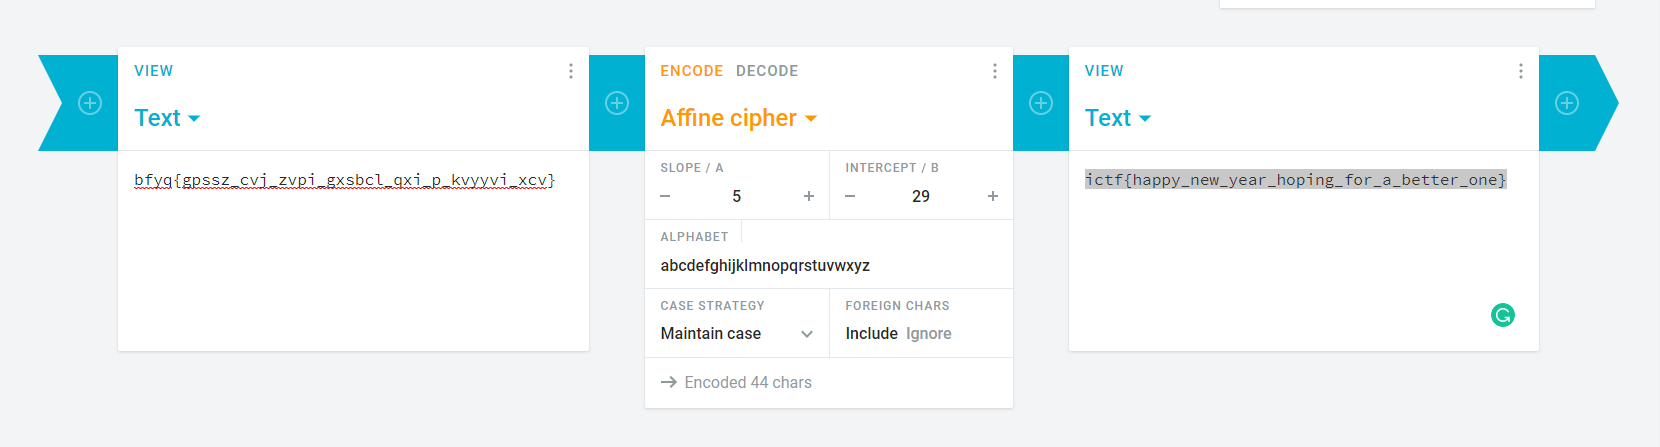 VIEW
Text
bfyq{gpssz_cvj_zvpi_gxsbcl_qxi_p_kvyyvi_xcv}
ENCODE DECODE
Affine cipher
SLOPE / A
− 5 +
INTERCEPT / B
− 29 +
ALPHABET
abcdefghijklmnopqrstuvwxyz
CASE STRATEGY
Maintain case
FOREIGN CHARS
Include Ignore
→ Encoded 44 chars
VIEW
Text
ictf{happy_new_year_hoping_for_a_better_one}